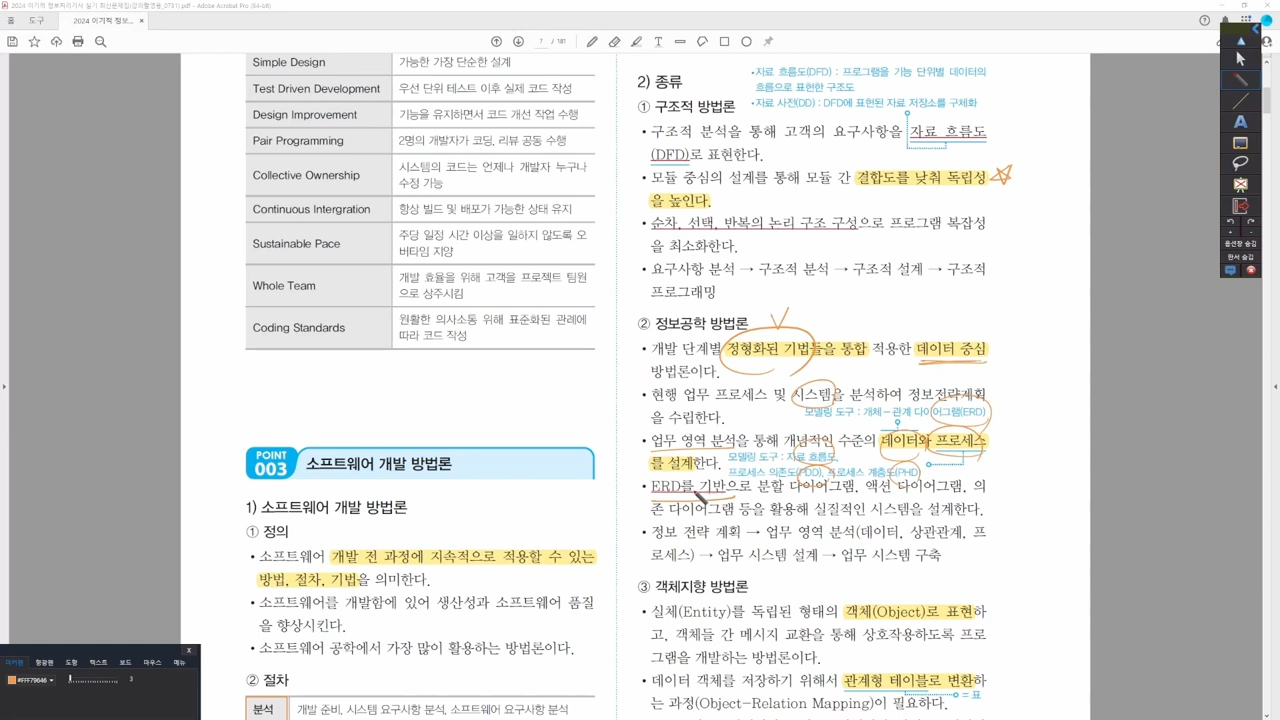 2024 이기적 정보처리기사 실기 최신문제집(강의촬영용_0731).pdf - Adobe Acrobat Pro (64-bit)
홈 도구 2024 이기적 정보... ×
Simple Design 가능한 가장 단순한 설계
Test Driven Development 우선 단위 테스트 이후 실제 코드 작성
Design Improvement 기능을 유지하면서 코드 개선 수행
Pair Programming 2명의 개발자가 코딩, 리뷰 공동 수행
Collective Ownership 시스템의 코드는 언제든지 누구나
수정 가능
Continuous Intergration 항상 빌드 및 배포가 가능한 상태 유지
Sustainable Pace 주당 일정 시간 이상을 일하지 않도록 오
버타임 지양
Whole Team 개발 효율을 위해 고객을 프로그램 팀원
으로 상주시킴
Coding Standards 원활한 의사소통 위해 표준화된 관례에
따라 코드 작성
POINT
003 소프트웨어 개발 방법론
1) 소프트웨어 개발 방법론
① 정의
• 소프트웨어 개발 전 과정에 지속적으로 적용할 수 있는
방법, 절차, 기법을 의미한다.
• 소프트웨어를 개발함에 있어 생산성과 소프트웨어 품질
을 향상시킨다.
• 소프트웨어 공학에서 가장 많이 활용하는 방법론이다.
② 절차
분석 개발 준비, 시스템 요구사항 분석, 소프트웨어 요구사항 분석
2) 종류
• 자료 흐름도(DFD) : 프로그램을 기능 단위별 데이터의
흐름으로 표현한 구조도
• 자료 사전(DD) : DFD에 표현된 자료 저장소를 구체화
① 구조적 방법론
• 구조적 분석을 통해 고객의 요구사항을 자료 흐름도
(DFD)로 표현한다.
• 모듈 중심의 설계를 통해 모듈 간 결합도를 낮춰 독립성
을 높인다.
• 순차, 선택, 반복의 논리 구조 구성으로 프로그램 복잡성
을 최소화한다.
• 요구사항 분석 → 구조적 분석 → 구조적 설계 → 구조적
프로그래밍
② 정보공학 방법론
• 개발 단계별 정형화된 기법들을 통합 적용한 데이터 중심
방법론이다.
• 현행 업무 프로세스 및 시스템을 분석하여 정보전략계획
을 수립한다.
모델링 도구 : 개체-관계 다이어그램(ERD)
• 업무 영역 분석을 통해 개념적인 수준의 데이터와 프로세스
를 설계한다.
모델링 도구 : 자료 흐름도,
프로세스 의존도(PDD), 프로세스 계층도(PHD)
• ERD를 기반으로 분할 다이어그램, 액션 다이어그램, 의
존 다이어그램 등을 활용해 실질적인 시스템을 설계한다.
• 정보 전략 계획 → 업무 영역 분석(데이터, 상관관계, 프
로세스) → 업무 시스템 설계 → 업무 시스템 구축
③ 객체지향 방법론
• 실체(Entity)를 독립된 형태의 객체(Object)로 표현하
고, 객체들 간 메시지 교환을 통해 상호작용하도록 프로
그램을 개발하는 방법론이다.
• 데이터 객체를 저장하기 위해서 관계형 테이블로 변환하
= 표
는 과정(Object-Relation Mapping)이 필요하다.
옵션창 숨김
판서 숨김
X
형광펜 도형 텍스트 보드 마우스 메뉴
#FFF79646 3